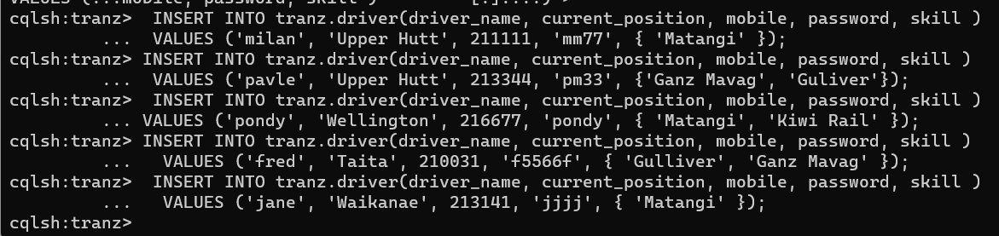 cqlsh:tranz>  INSERT INTO tranz.driver(driver_name, current_position, mobile, password, skill )
         ...  VALUES ('milan', 'Upper Hutt', 211111, 'mm77', { 'Matangi' });
cqlsh:tranz> INSERT INTO tranz.driver(driver_name, current_position, mobile, password, skill )
         ...  VALUES ('pavle', 'Upper Hutt', 213344, 'pm33', {'Ganz Mavag', 'Guliver'});
cqlsh:tranz>  INSERT INTO tranz.driver(driver_name, current_position, mobile, password, skill )
         ... VALUES ('pondy', 'Wellington', 216677, 'pondy', { 'Matangi', 'Kiwi Rail' });
cqlsh:tranz> INSERT INTO tranz.driver(driver_name, current_position, mobile, password, skill )
         ...   VALUES ('fred', 'Taita', 210031, 'f5566f', { 'Gulliver', 'Ganz Mavag' });
cqlsh:tranz>  INSERT INTO tranz.driver(driver_name, current_position, mobile, password, skill )
         ...   VALUES ('jane', 'Waikanae', 213141, 'jjjj', { 'Matangi' });
cqlsh:tranz>